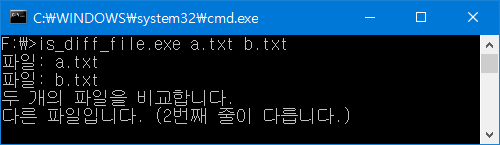 C:₩WINDOWS₩system32₩cmd.exe
F:₩>is_diff_file.exe a.txt b.txt
파일: a.txt
파일: b.txt
두 개의 파일을 비교합니다.
다른 파일입니다. (2번째 줄이 다릅니다.)